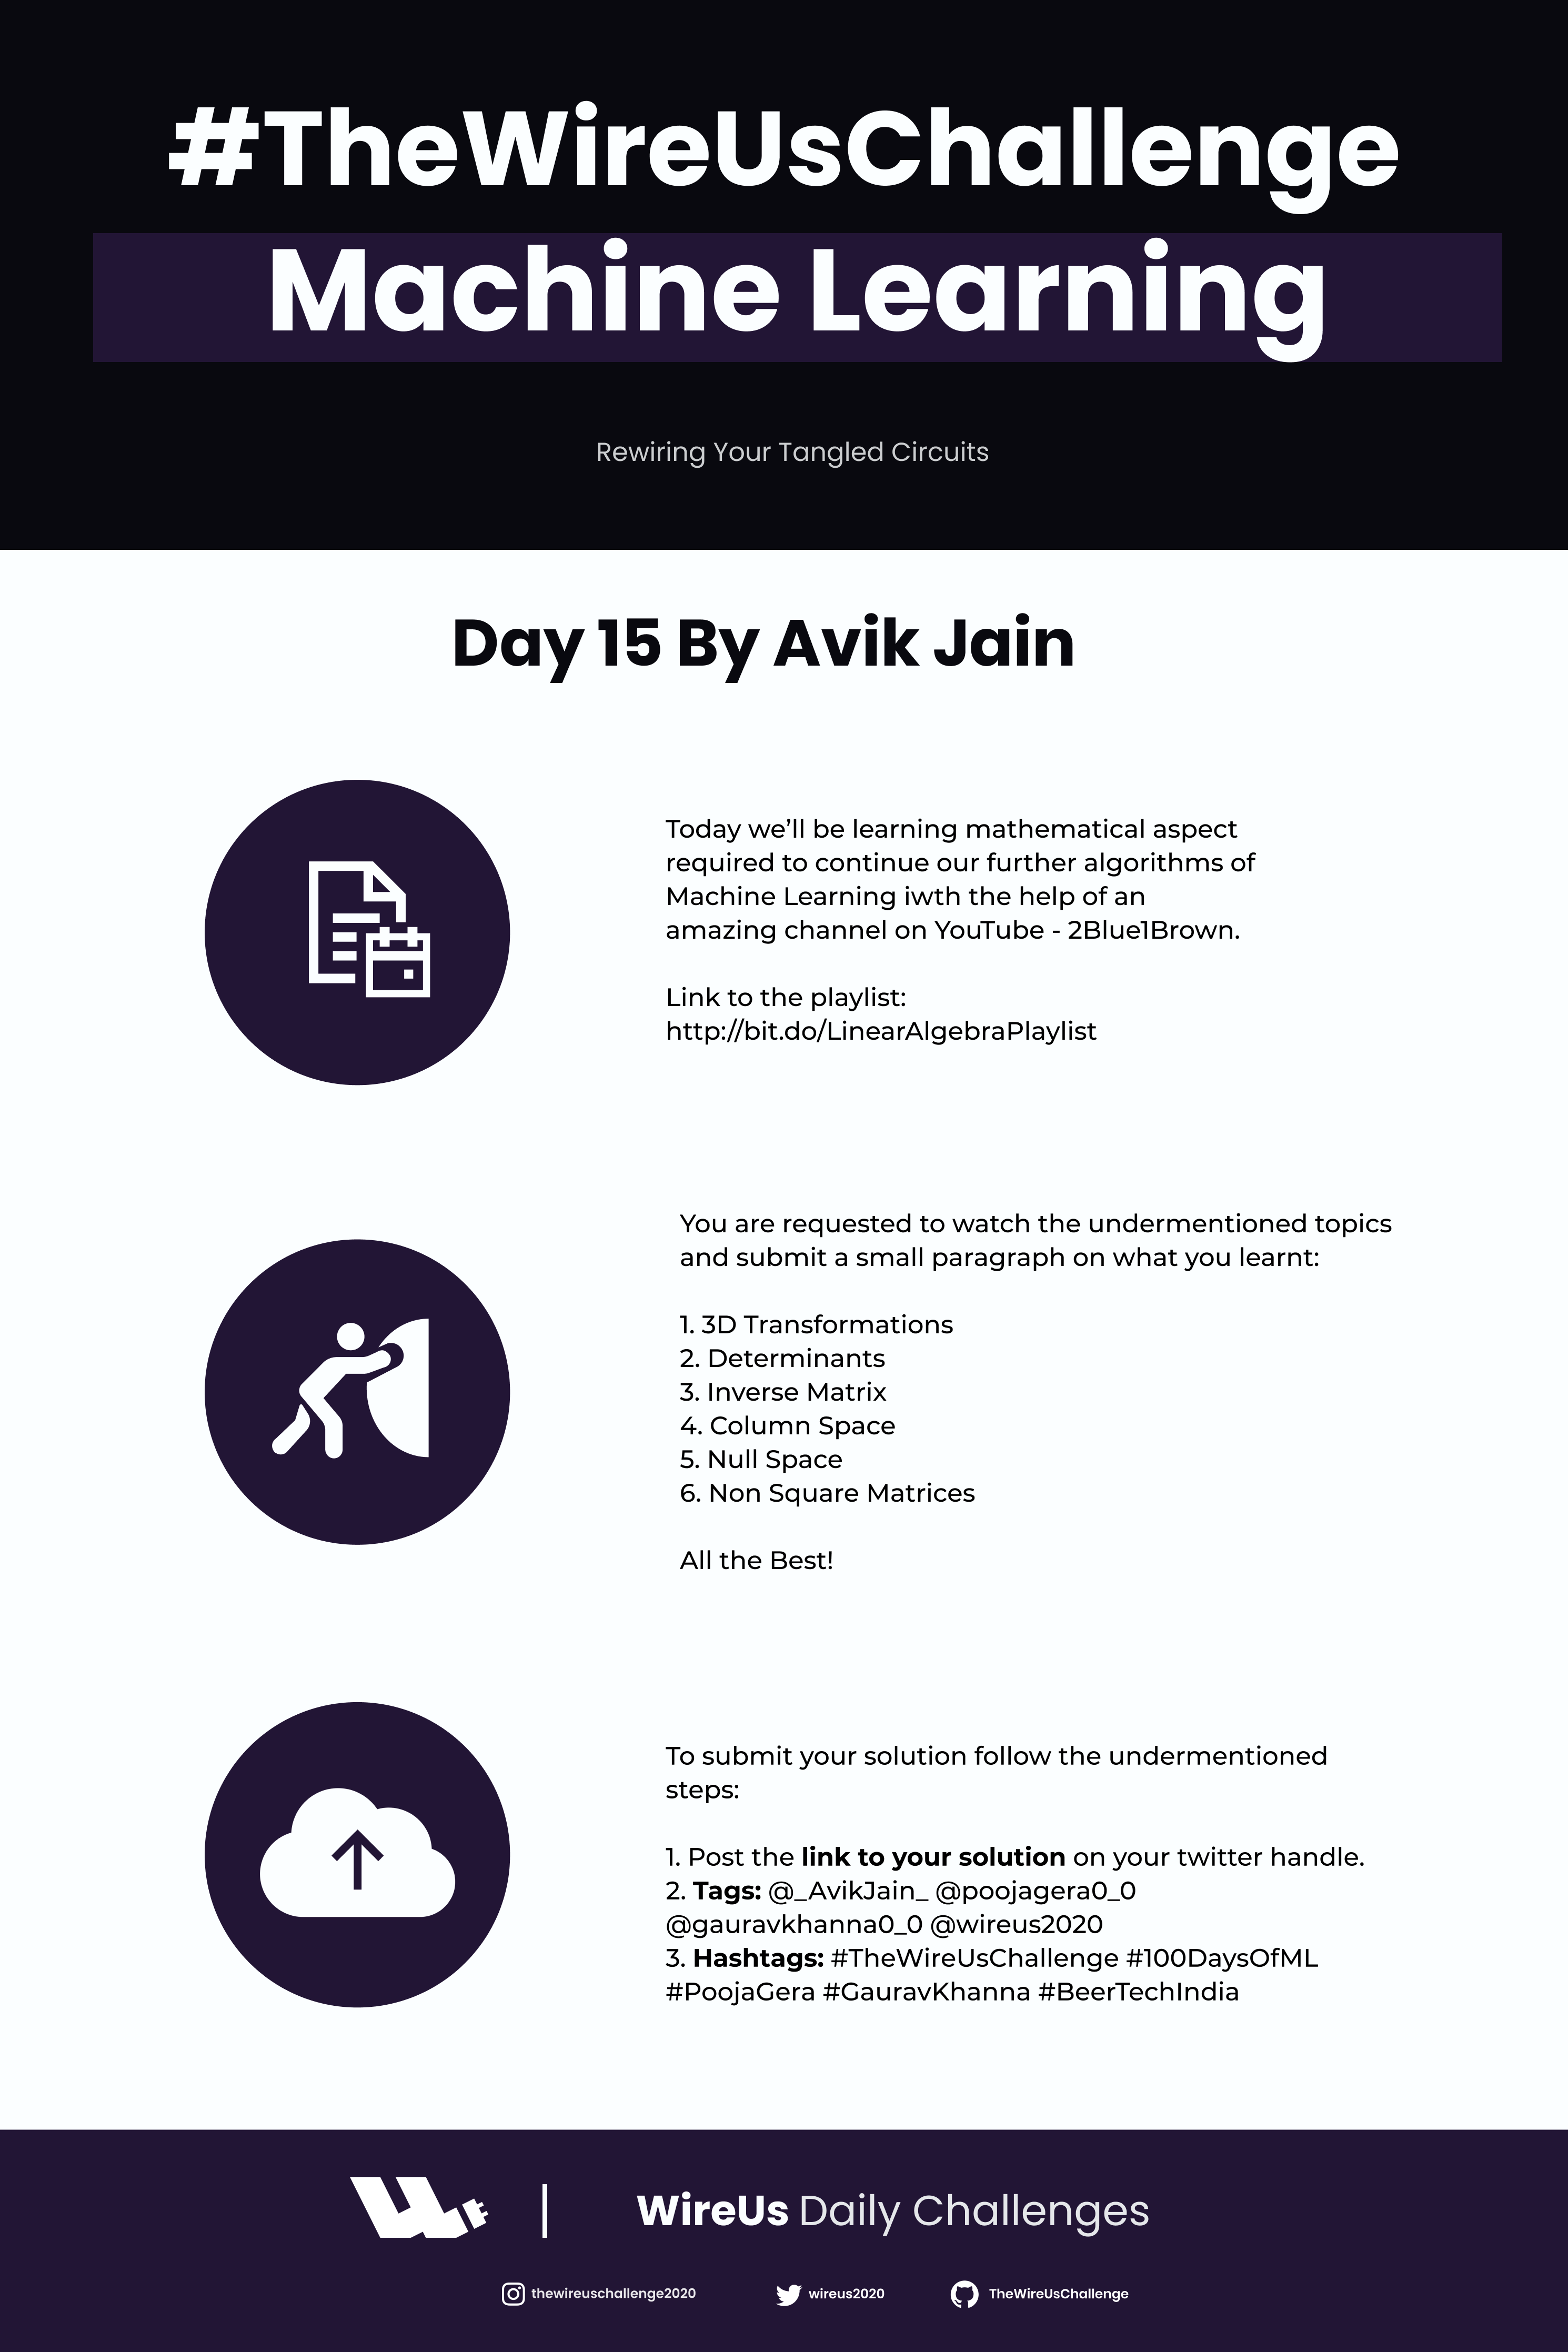 #TheWireUsChallenge
Machine Learning
Rewiring Your Tangled Circuits
Day 15 By Avik Jain
Today we’ll be learning mathematical aspect
required to continue our further algorithms of
Machine Learning iwth the help of an
amazing channel on YouTube - 2Blue1Brown.
Link to the playlist:
http://bit.do/LinearAlgebraPlaylist
You are requested to watch the undermentioned topics
and submit a small paragraph on what you learnt:
1. 3D Transformations
2. Determinants
3. Inverse Matrix
4. Column Space
5. Null Space
6. Non Square Matrices
All the Best!
To submit your solution follow the undermentioned
steps:
1. Post the link to your solution on your twitter handle.
2. Tags: @_AvikJain_ @poojagera0_0
@gauravkhanna0_0 @wireus2020
3. Hashtags: #TheWireUsChallenge #100DaysOfML
#PoojaGera #GauravKhanna #BeerTechIndia
WireUs Daily Challenges
thewireuschallenge2020 wireus2020 TheWireUsChallenge